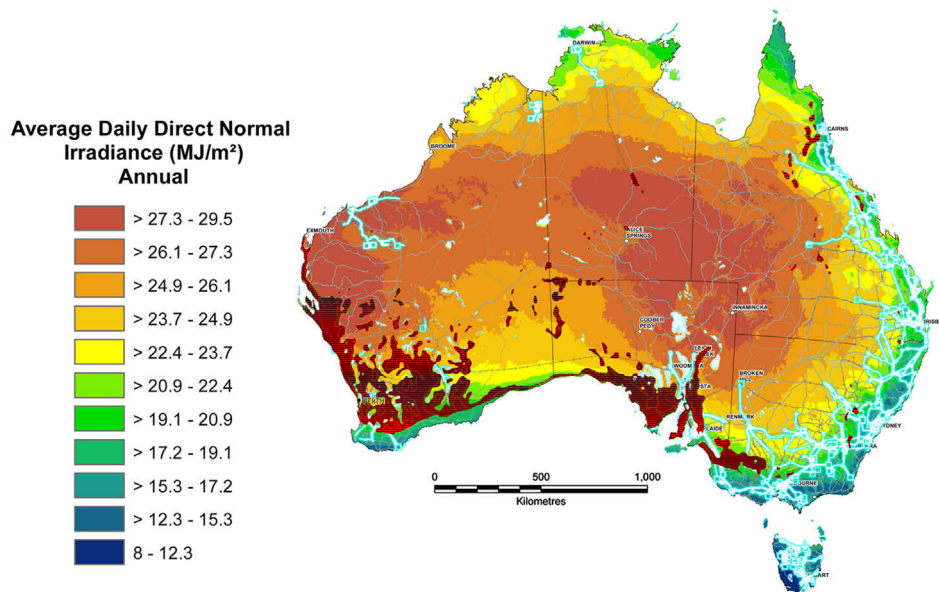 Average Daily Direct Normal
Irradiance (MJ/m²)
Annual
> 27.3 - 29.5
> 26.1 - 27.3
> 24.9 - 26.1
> 23.7 - 24.9
> 22.4 - 23.7
> 20.9 - 22.4
> 19.1 - 20.9
> 17.2 - 19.1
> 15.3 - 17.2
> 12.3 - 15.3
8 - 12.3
DARWIN
CAIRNS
BROOME
EXMOUTH
ALICE
SPRINGS
INNAMINCKA
COOBER
PEDY
BROKEN
0 500 1,000
Kilometres